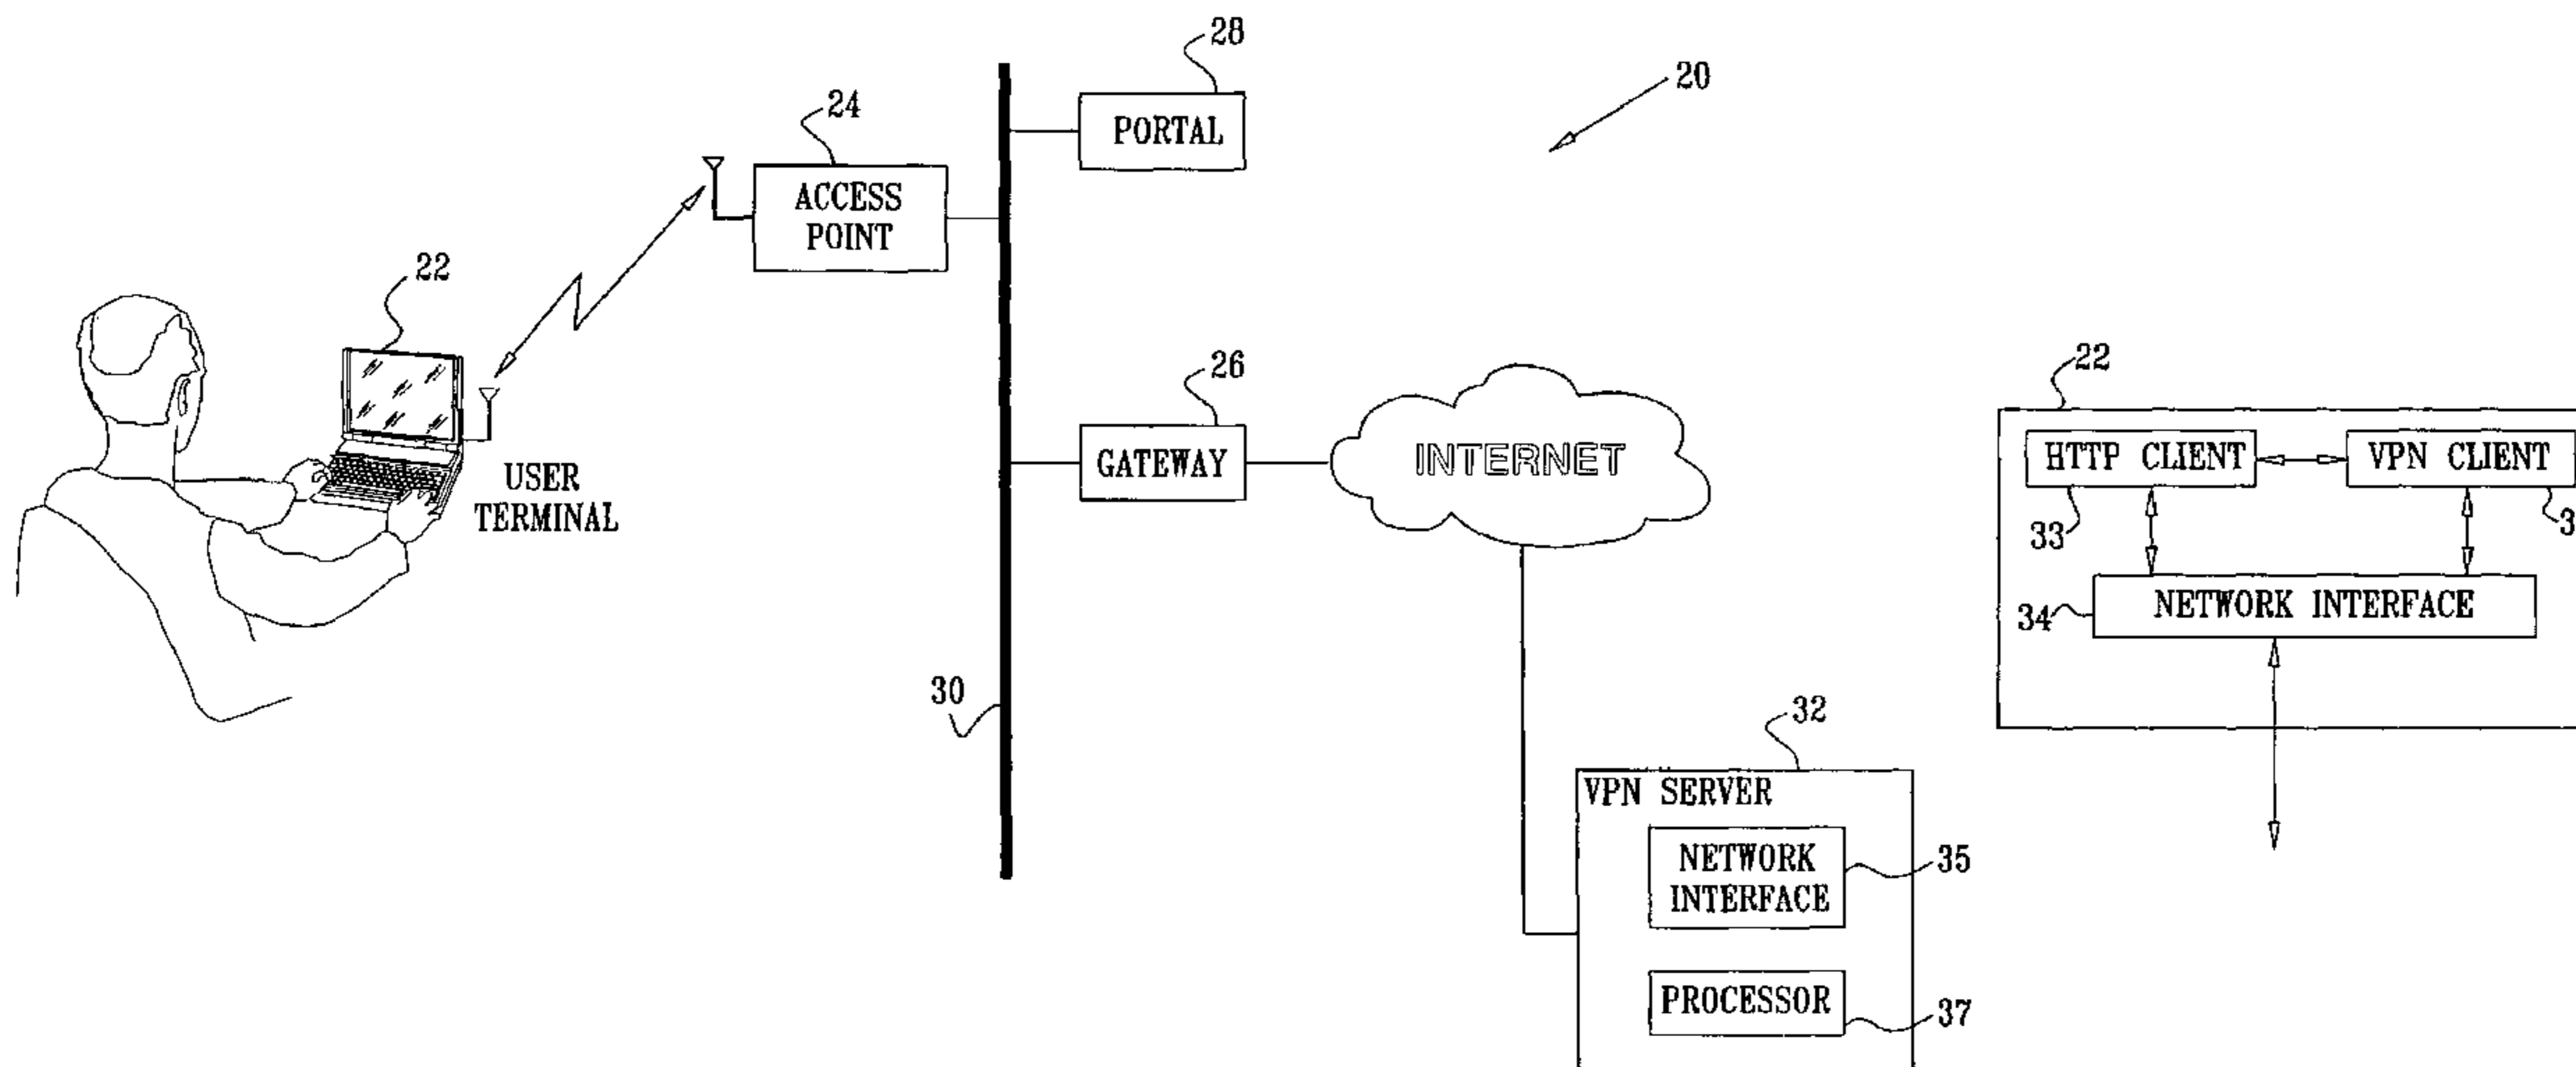 28
20
24
PORTAL
ACCESS
POINT
22
26
22
GATEWAY
INTERNET
HTTP CLIENT
VPN CLIENT
USER
TERMINAL
33
34
NETWORK INTERFACE
30
32
VPN SERVER
NETWORK
INTERFACE
35
PROCESSOR
37